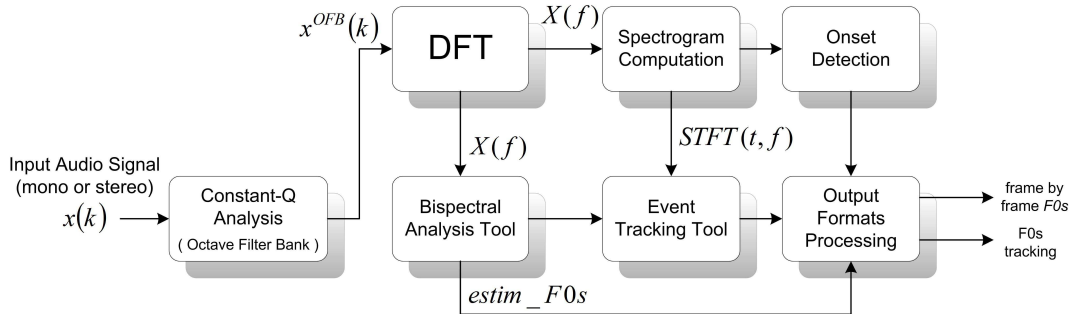 x^{OFB}(k)
DFT
X(f)
Spectrogram
Computation
Onset
Detection
X(f)
STFT(t, f)
Input Audio Signal
(mono or stereo)
x(k)
Constant-Q
Analysis
( Octave Filter Bank )
Bispectral
Analysis Tool
Event
Tracking Tool
Output
Formats
Processing
frame by
frame F0s
F0s
tracking
estim_F0s